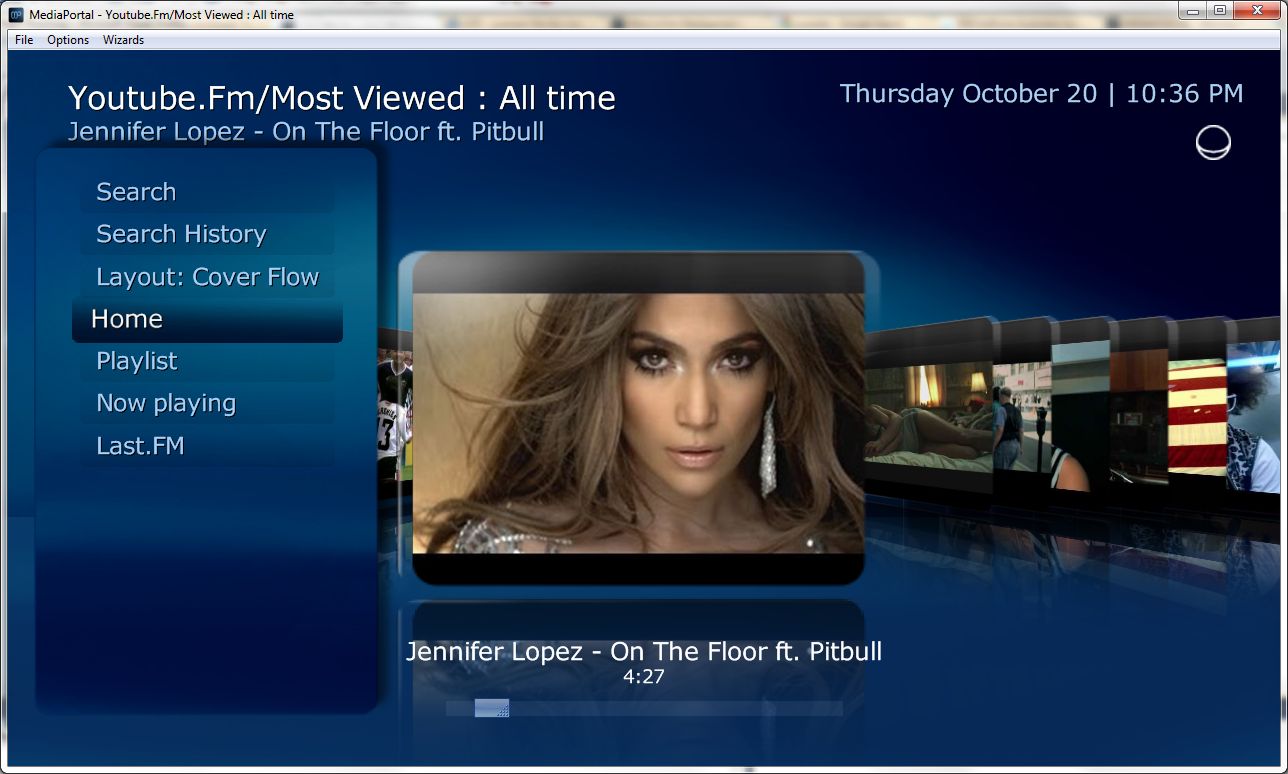 MediaPortal - Youtube.Fm/Most Viewed : All time
File Options Wizards
Youtube.Fm/Most Viewed : All time
Thursday October 20 | 10:36 PM
Jennifer Lopez - On The Floor ft. Pitbull
Search
Search History
Layout: Cover Flow
Home
Playlist
Now playing
Last.FM
13
Jennifer Lopez - On The Floor ft. Pitbull
4:27